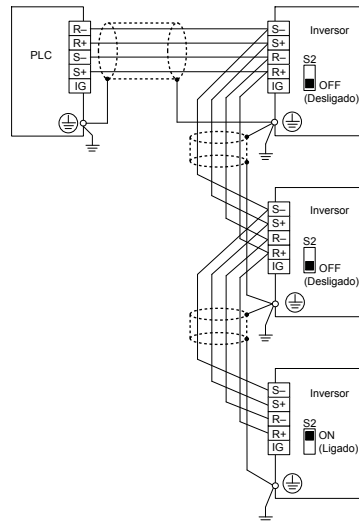 PLC
R–
R+
S–
S+
IG
S–
S+
R–
R+
IG
Inversor
S2
OFF
(Desligado)
S–
S+
R–
R+
IG
Inversor
S2
OFF
(Desligado)
S–
S+
R–
R+
IG
Inversor
S2
ON
(Ligado)